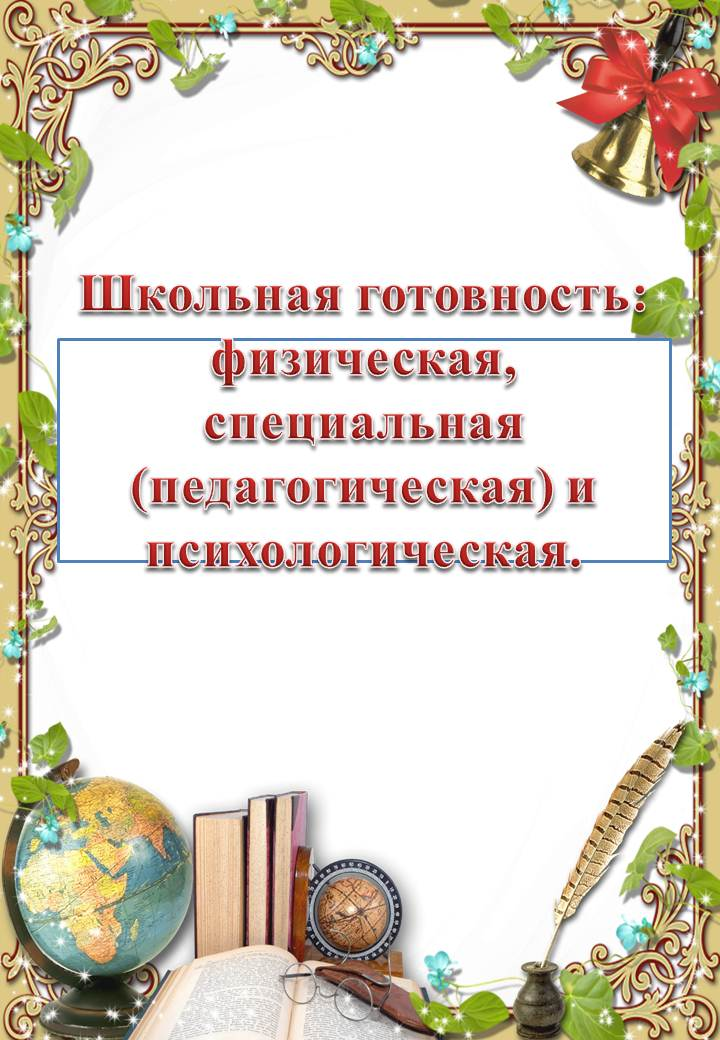 Школьная готовность:
физическая,
специальная
(педагогическая) и
психологическая.